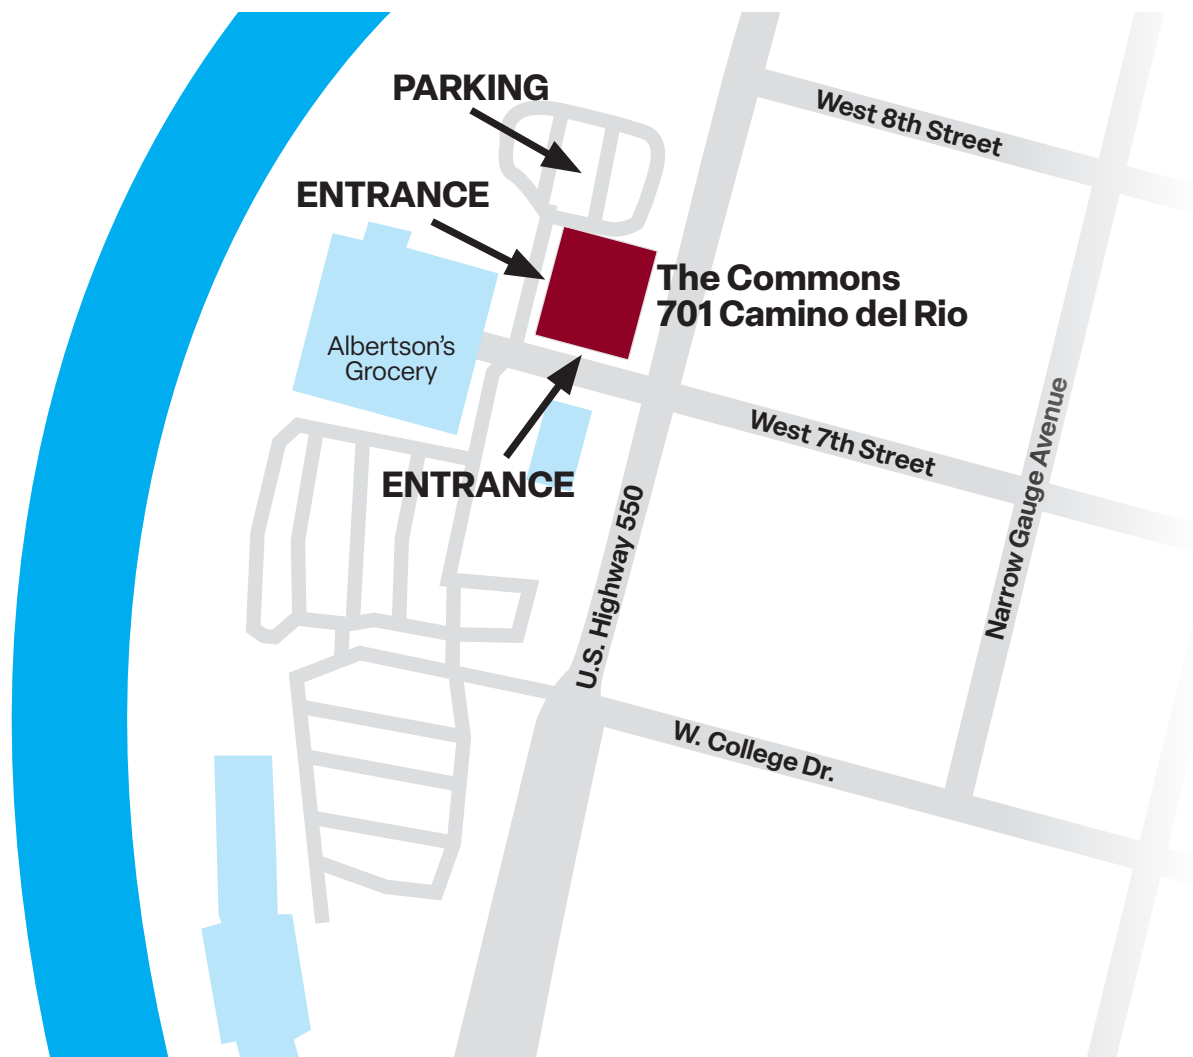 PARKING
West 8th Street
ENTRANCE
The Commons
701 Camino del Rio
Albertson's
Grocery
West 7th Street
Narrow Gauge Avenue
ENTRANCE
U.S. Highway 550
W. College Dr.